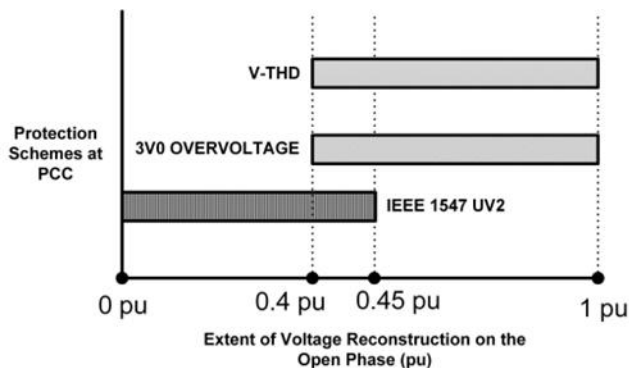 V-THD
Protection
Schemes at
PCC
3V0 OVERVOLTAGE
IEEE 1547 UV2
0 pu
0.4 pu
0.45 pu
1 pu
Extent of Voltage Reconstruction on the
Open Phase (pu)